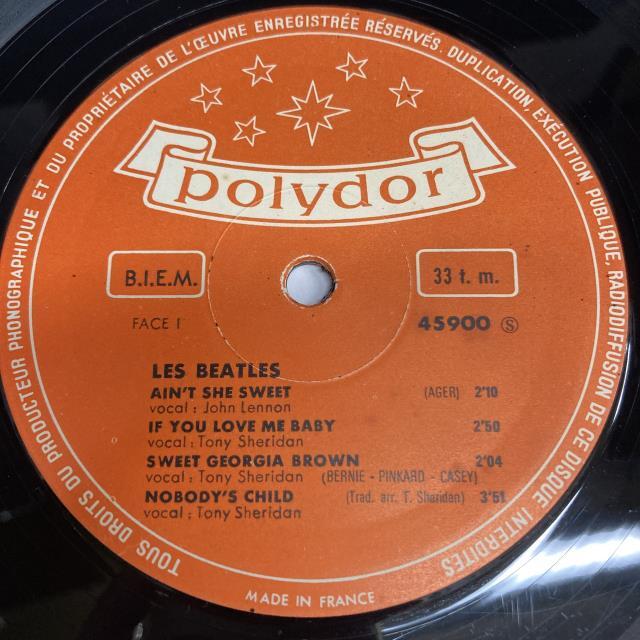 TOUS DROITS DU PRODUCTEUR PHONOGRAPHIQUE ET DU PROPRIÉTAIRE DE L'ŒUVRE ENREGISTRÉE RÉSERVÉS. DUPLICATION, EXÉCUTION PUBLIQUE, RADIODIFFUSION DE CE DISQUE INTERDITES
polydor
B.I.E.M. 33 t. m.
FACE I 45900 Ⓢ
LES BEATLES
AIN'T SHE SWEET (AGER) 2'10
vocal : John Lennon
IF YOU LOVE ME BABY 2'50
vocal : Tony Sheridan
SWEET GEORGIA BROWN 2'04
vocal : Tony Sheridan (BERNIE - PINKARD - CASEY)
NOBODY'S CHILD (Trad. arr. T. Sheridan) 3'51
vocal : Tony Sheridan
MADE IN FRANCE